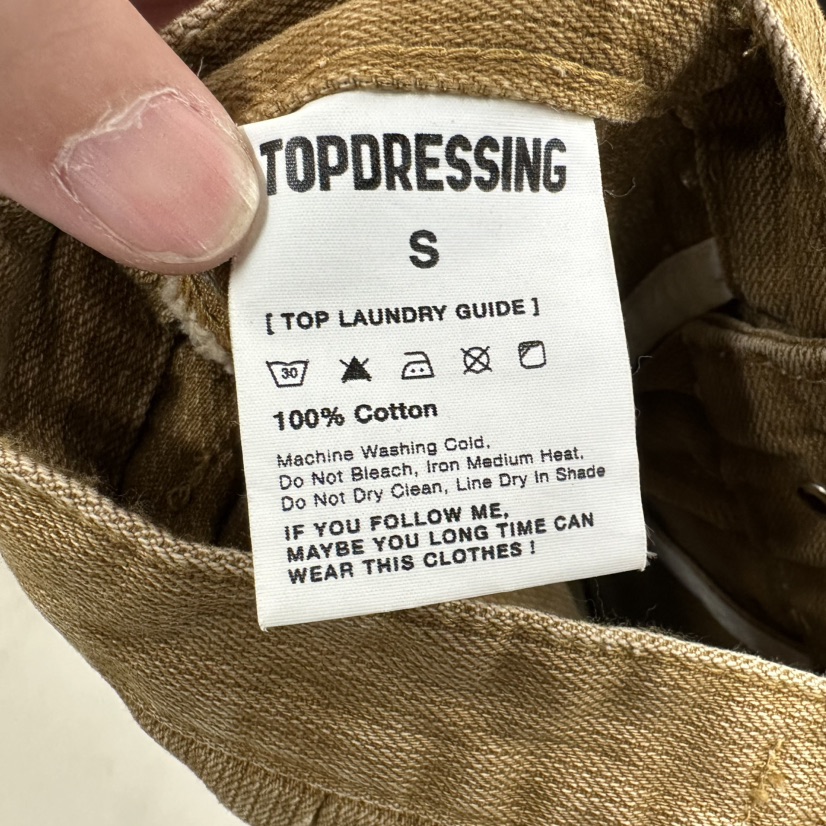 TOPDRESSING
S
[ TOP LAUNDRY GUIDE ]
30
100% Cotton
Machine Washing Cold,
Do Not Bleach, Iron Medium Heat,
Do Not Dry Clean, Line Dry In Shade
IF YOU FOLLOW ME,
MAYBE YOU LONG TIME CAN
WEAR THIS CLOTHES !